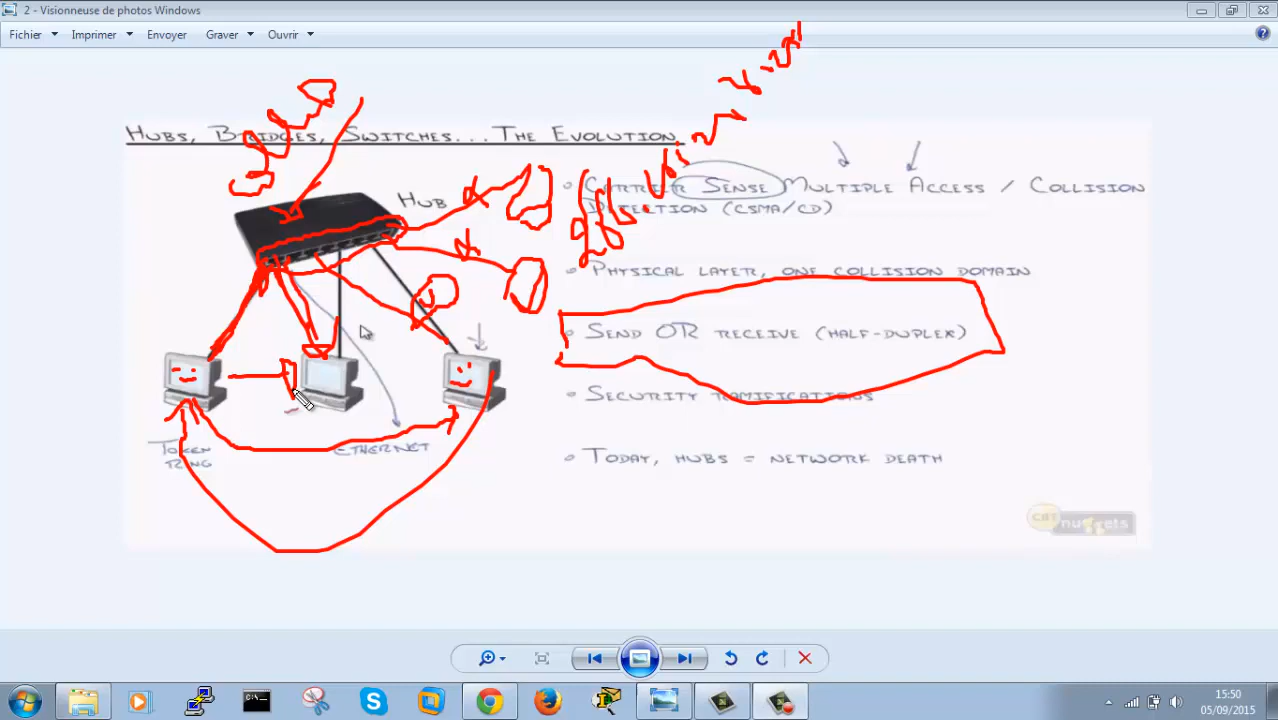 2 - Visionneuse de photos Windows
Fichier Imprimer Envoyer Graver Ouvrir
Hubs, Bridges, Switches...The Evolution
Hub
Carrier Sense Multiple Access / Collision
Detection (CSMA/CD)
Physical layer, one collision domain
Send OR receive (half-duplex)
Security ramifications
Today, hubs = network death
Token
Ring
Ethernet
CBT
nuggets
15:50
05/09/2015